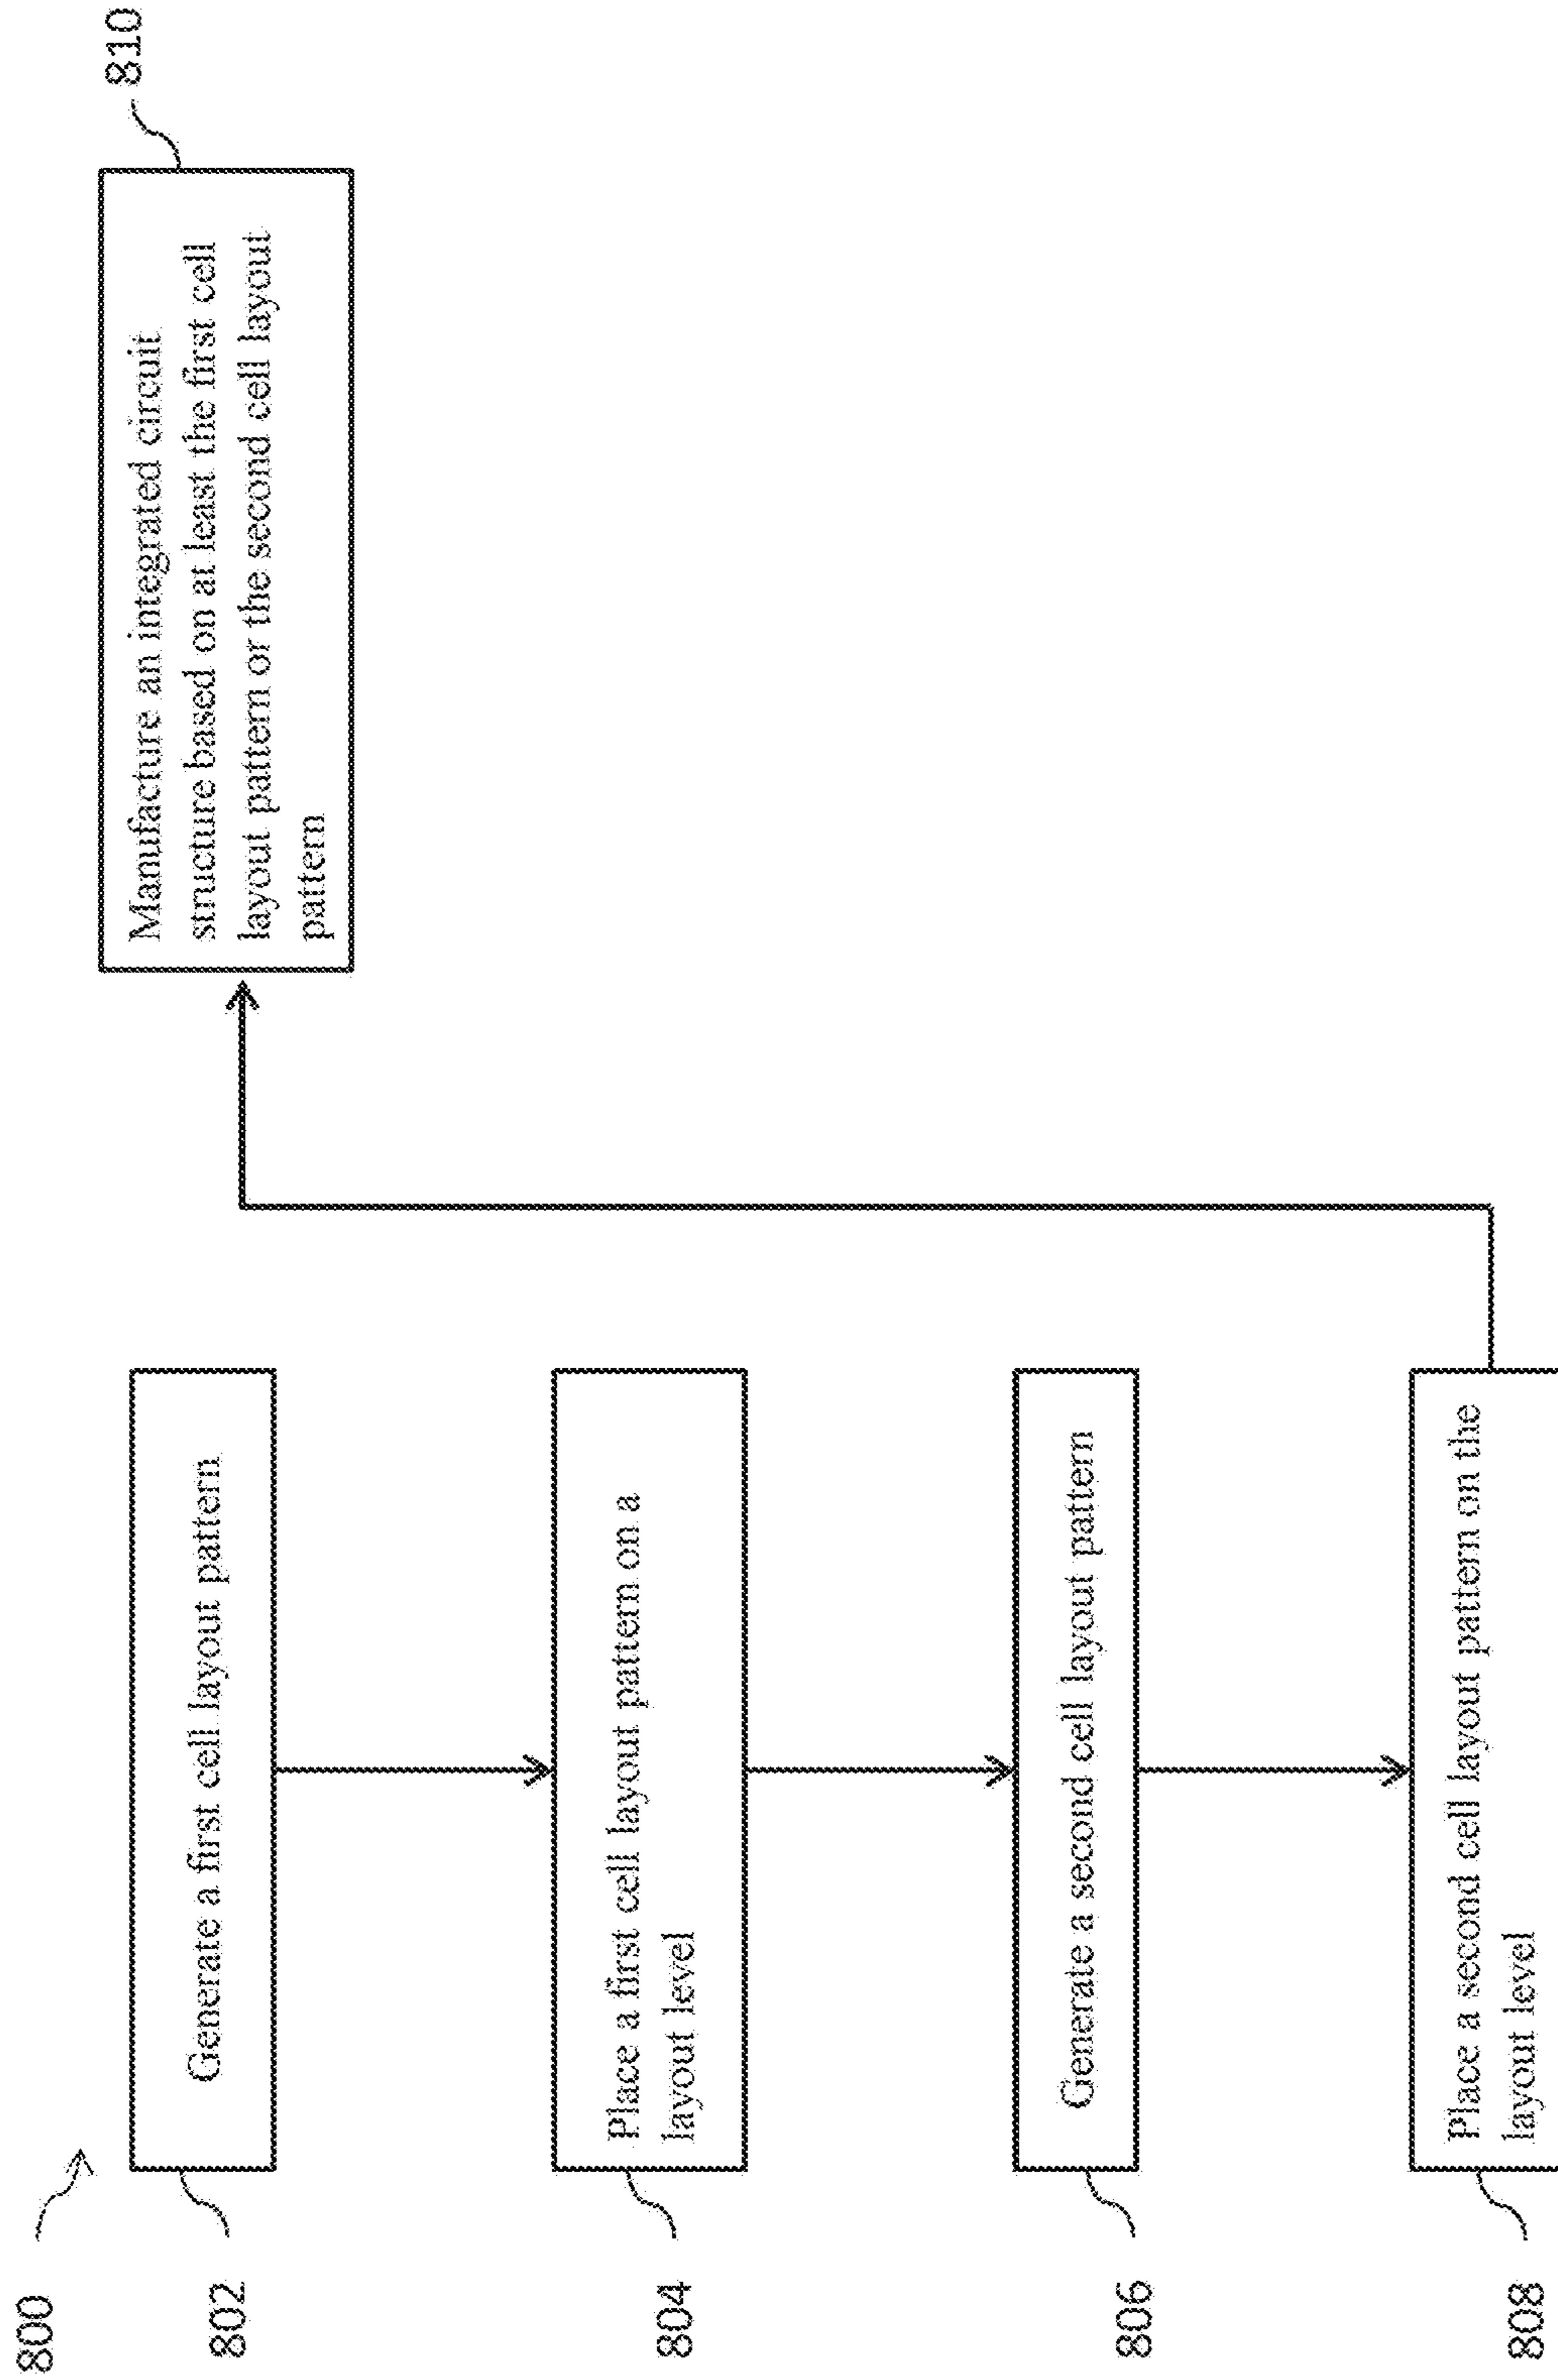 800
802
Generate a first cell layout pattern
804
Place a first cell layout pattern on a
layout level
806
Generate a second cell layout pattern
808
Place a second cell layout pattern on the
layout level
810
Manufacture an integrated circuit
structure based on at least the first cell
layout pattern or the second cell layout
pattern